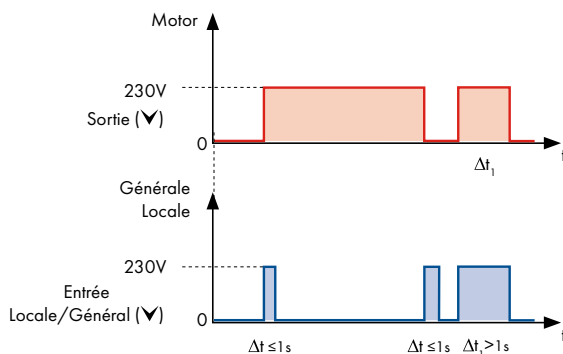 Motor
230V
Sortie (⮟)
0
t
Δt₁
Générale
Locale
230V
Entrée
Locale/Général (⮟)
0
t
Δt ≤1s
Δt ≤1s
Δt₁>1s